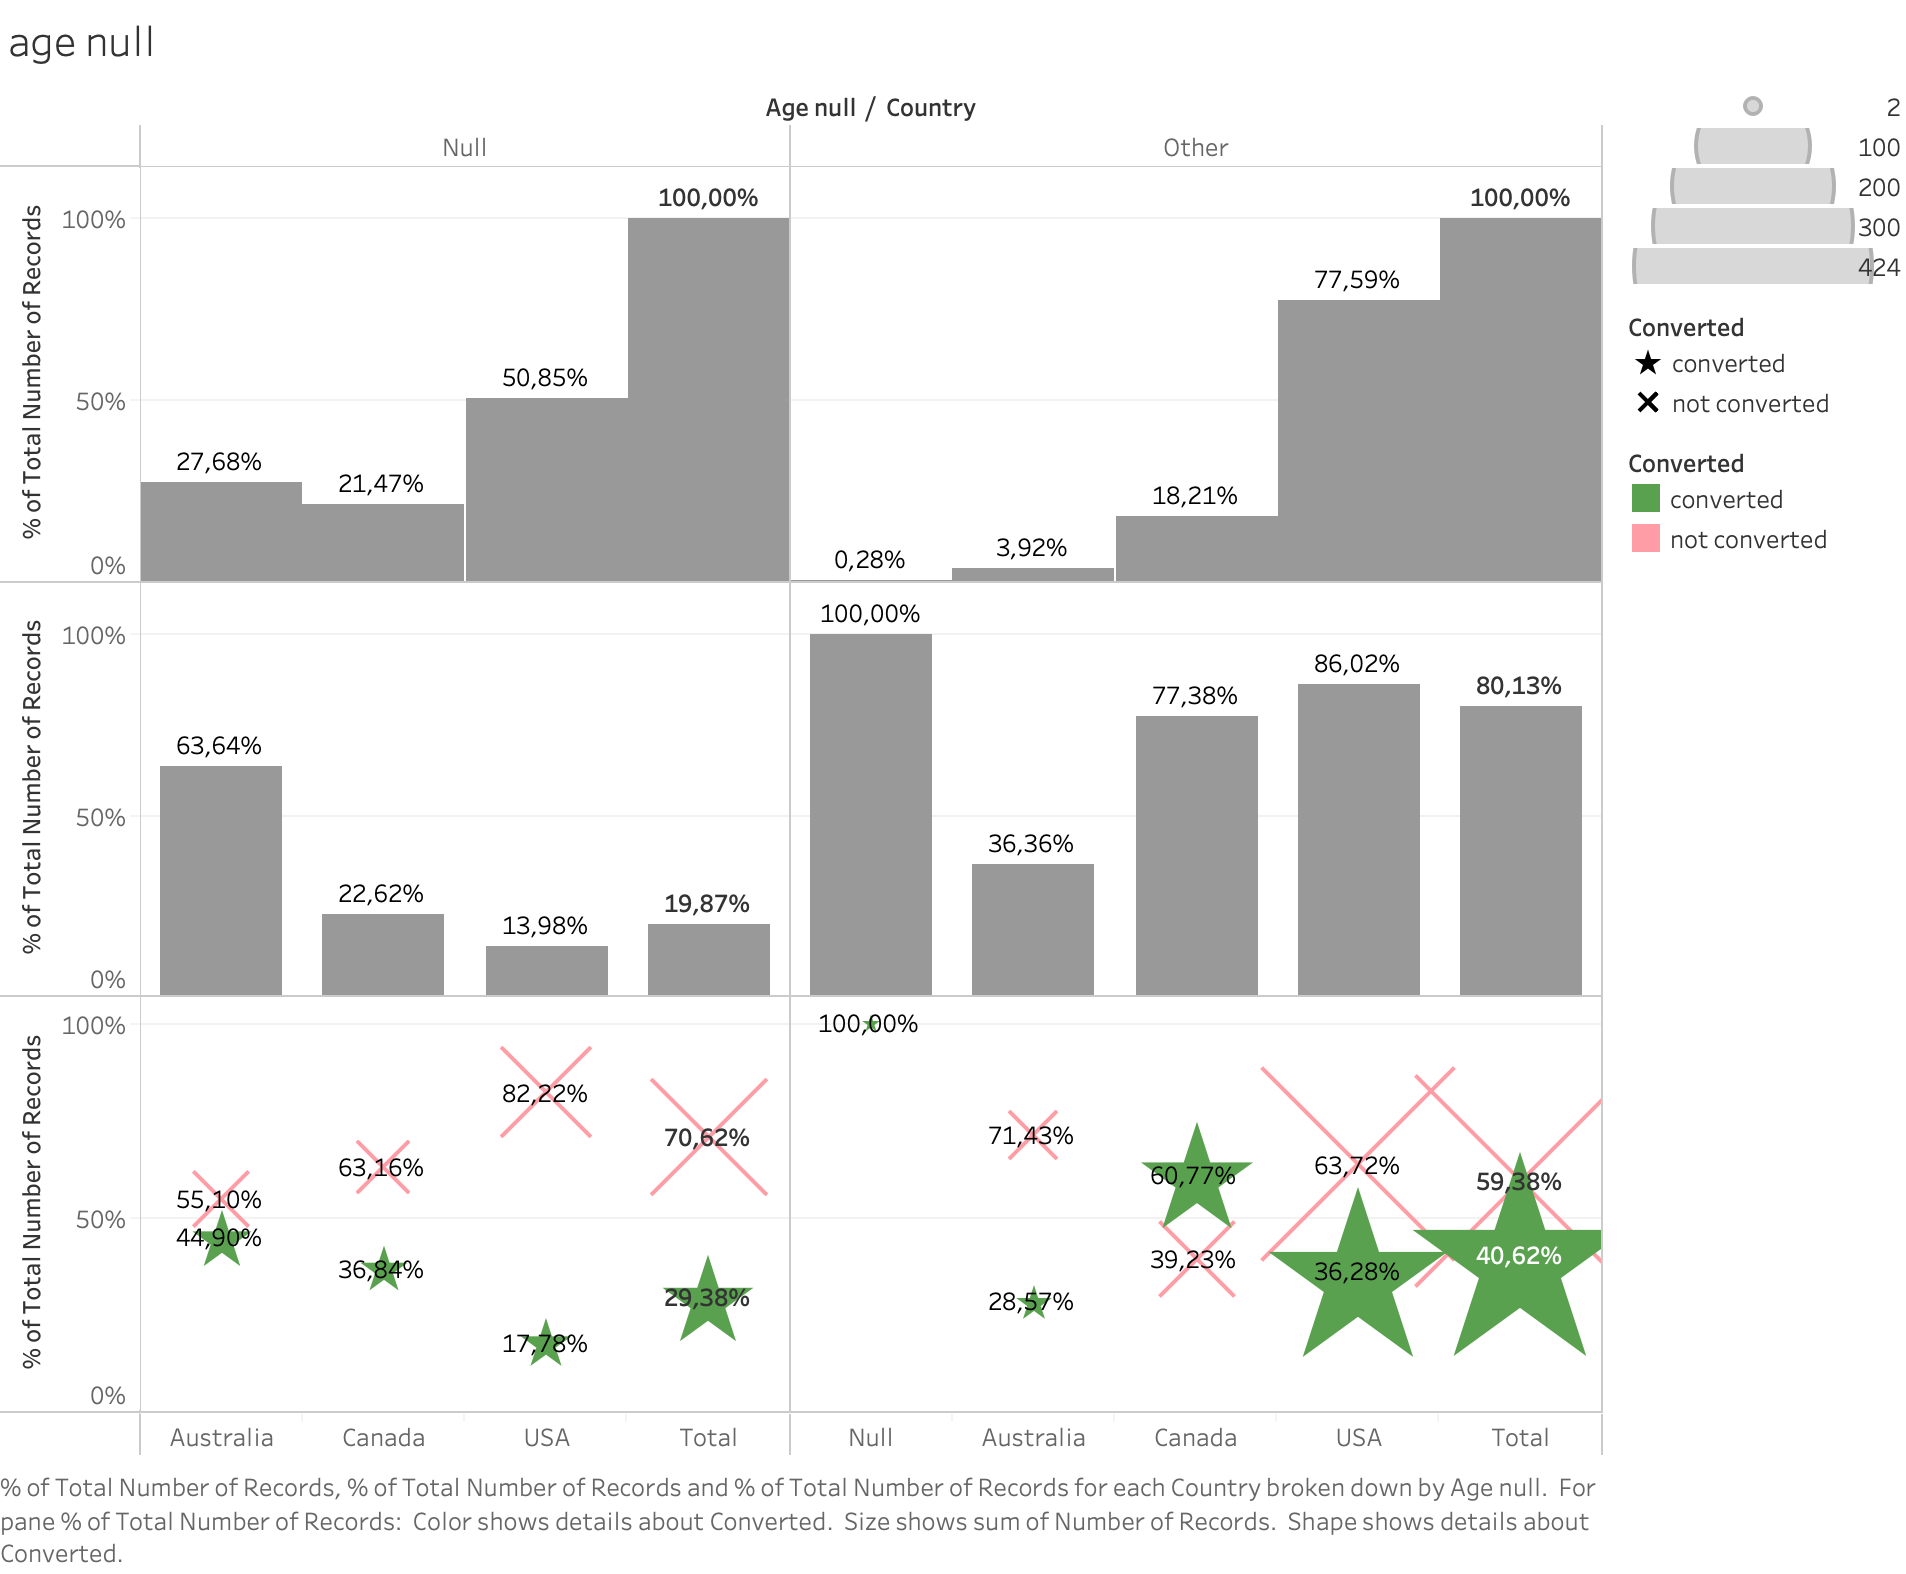 age null
Age null / Country
Null
Other
% of Total Number of Records
100%
50%
0%
27,68%
21,47%
50,85%
100,00%
0,28%
3,92%
18,21%
77,59%
100,00%
% of Total Number of Records
100%
50%
0%
63,64%
22,62%
13,98%
19,87%
100,00%
36,36%
77,38%
86,02%
80,13%
% of Total Number of Records
100%
50%
0%
55,10%
44,90%
63,16%
36,84%
82,22%
17,78%
70,62%
29,38%
100,00%
71,43%
28,57%
60,77%
39,23%
63,72%
36,28%
59,38%
40,62%
Australia
Canada
USA
Total
Null
Australia
Canada
USA
Total
2
100
200
300
424
Converted
converted
not converted
Converted
converted
not converted
% of Total Number of Records, % of Total Number of Records and % of Total Number of Records for each Country broken down by Age null. For
pane % of Total Number of Records: Color shows details about Converted. Size shows sum of Number of Records. Shape shows details about
Converted.